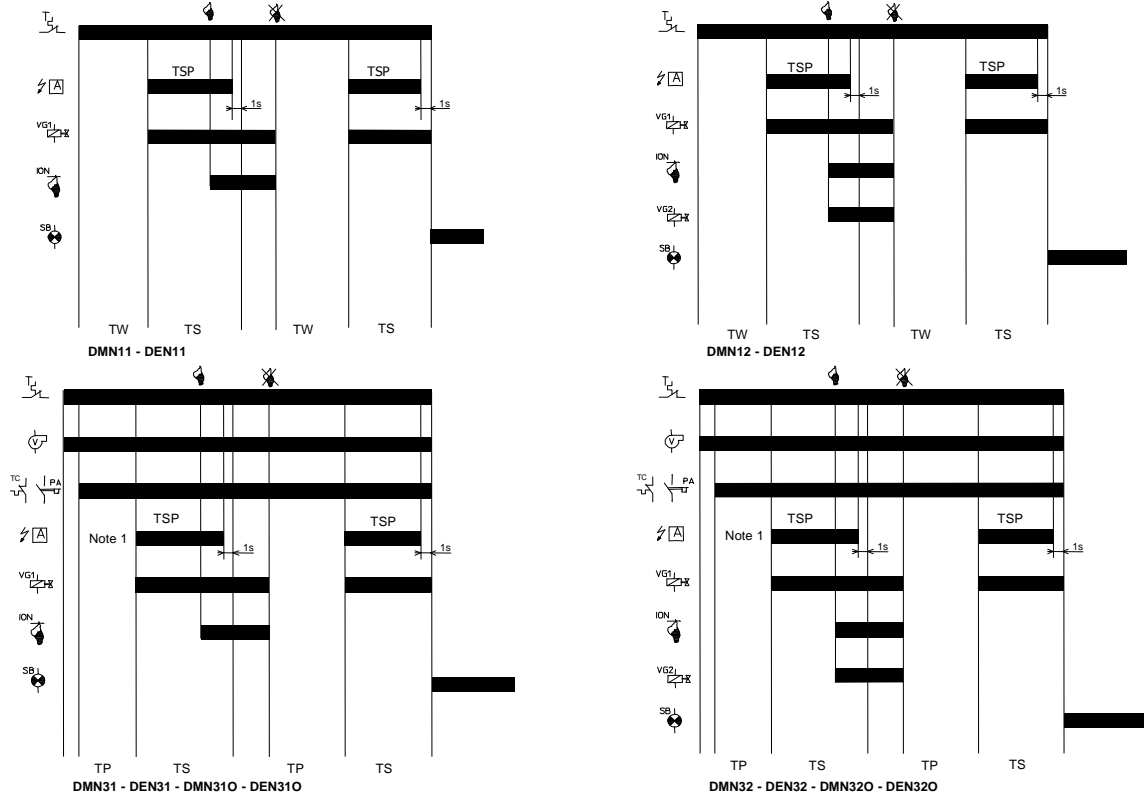 T
TSP
TSP
A
1s
1s
VG1
ION
SB
TW
TS
TW
TS
DMN11 - DEN11
T
TSP
TSP
A
1s
1s
VG1
ION
VG2
SB
TW
TS
TW
TS
DMN12 - DEN12
T
V
TC
PA
TSP
TSP
Note 1
A
1s
1s
VG1
ION
SB
TP
TS
TP
TS
DMN31 - DEN31 - DMN31O - DEN31O
T
V
TC
PA
TSP
TSP
Note 1
A
1s
1s
VG1
ION
VG2
SB
TP
TS
TP
TS
DMN32 - DEN32 - DMN32O - DEN32O